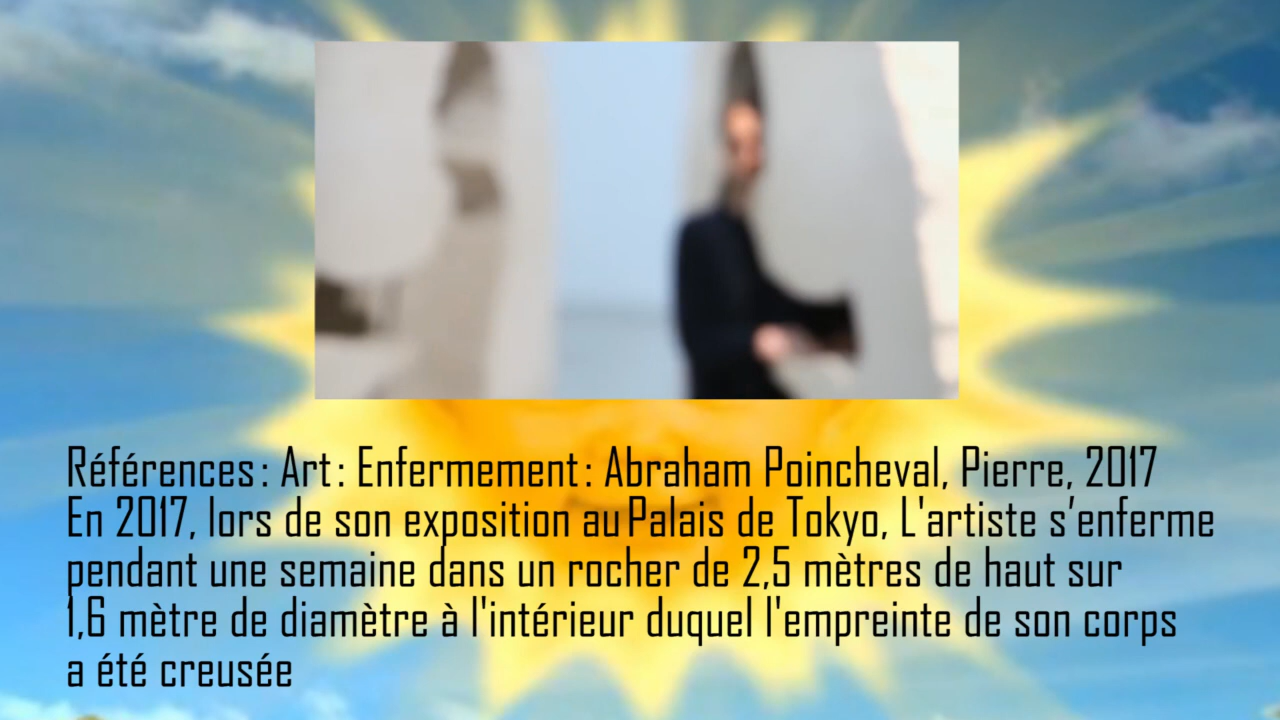 Références : Art : Enfermement : Abraham Poincheval, Pierre, 2017
En 2017, lors de son exposition au Palais de Tokyo, L'artiste s’enferme
pendant une semaine dans un rocher de 2,5 mètres de haut sur
1,6 mètre de diamètre à l'intérieur duquel l'empreinte de son corps
a été creusée